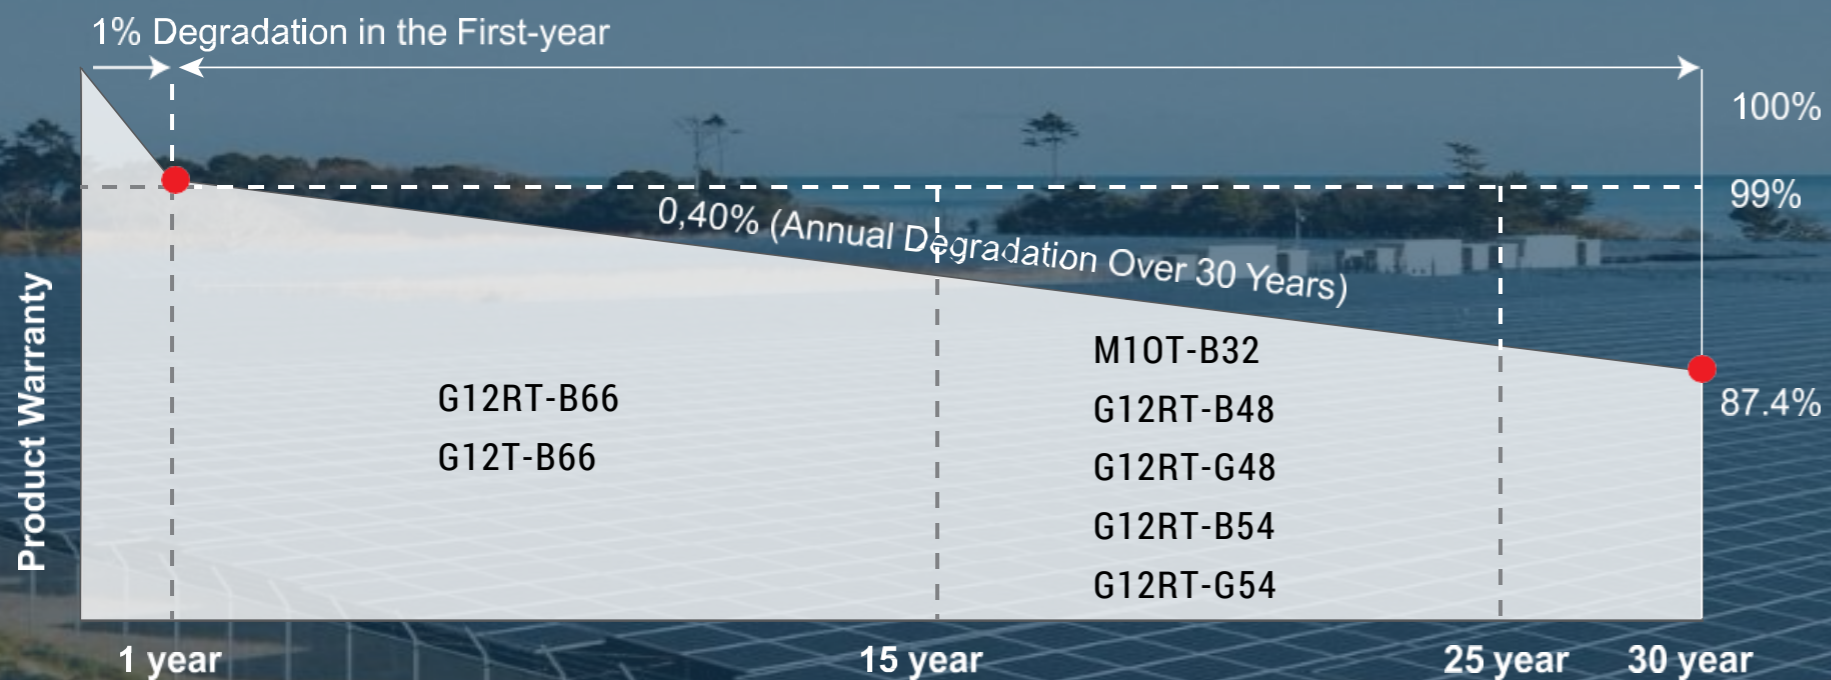 1% Degradation in the First-year
100%
99%
0,40% (Annual Degradation Over 30 Years)
87.4%
Product Warranty
G12RT-B66
G12T-B66
M10T-B32
G12RT-B48
G12RT-G48
G12RT-B54
G12RT-G54
1 year
15 year
25 year
30 year